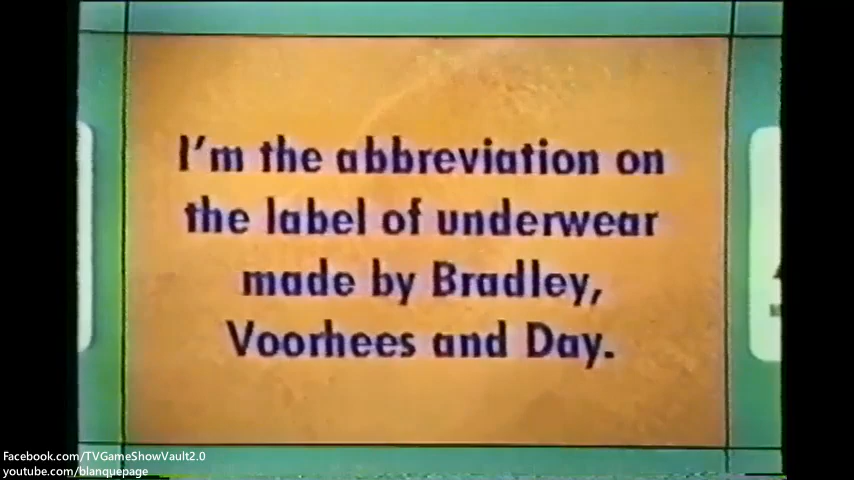 I'm the abbreviation on
the label of underwear
made by Bradley,
Voorhees and Day.
Facebook.com/TVGameShowVault2.0
youtube.com/blanquepage